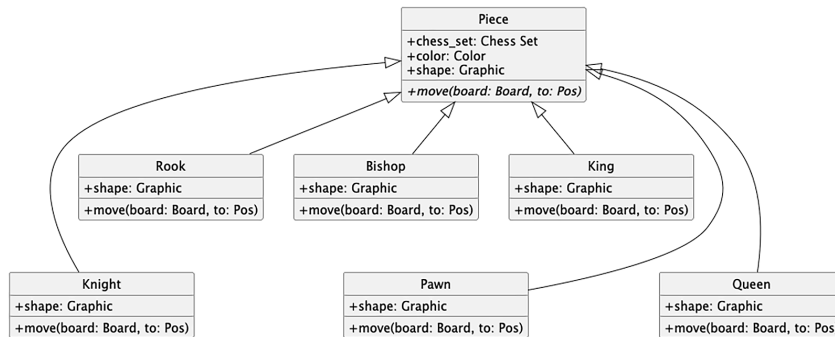 Piece
+chess_set: Chess Set
+color: Color
+shape: Graphic
+move(board: Board, to: Pos)
Rook
+shape: Graphic
+move(board: Board, to: Pos)
Bishop
+shape: Graphic
+move(board: Board, to: Pos)
King
+shape: Graphic
+move(board: Board, to: Pos)
Knight
+shape: Graphic
+move(board: Board, to: Pos)
Pawn
+shape: Graphic
+move(board: Board, to: Pos)
Queen
+shape: Graphic
+move(board: Board, to: Pos